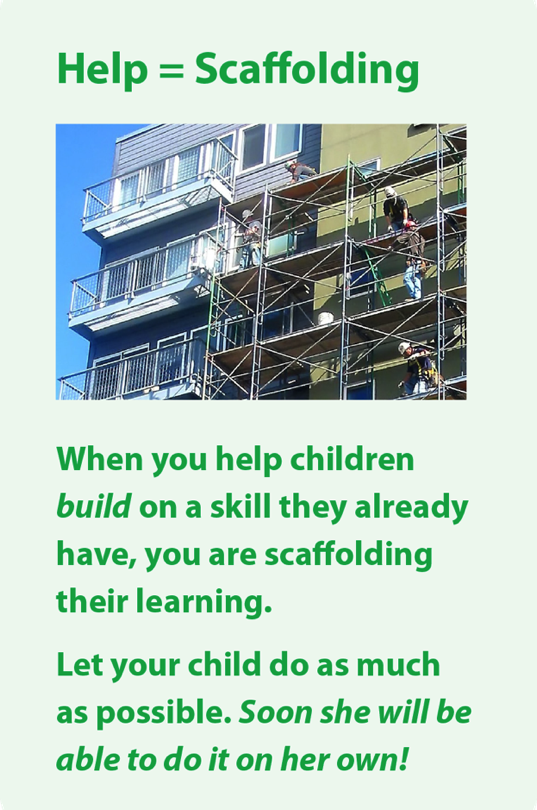 Help = Scaffolding
When you help children
build on a skill they already
have, you are scaffolding
their learning.
Let your child do as much
as possible. Soon she will be
able to do it on her own!